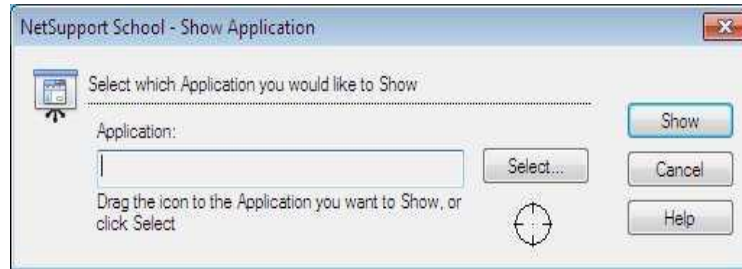 NetSupport School - Show Application
Select which Application you would like to Show
Application:
Select...
Drag the icon to the Application you want to Show, or
click Select
Show
Cancel
Help